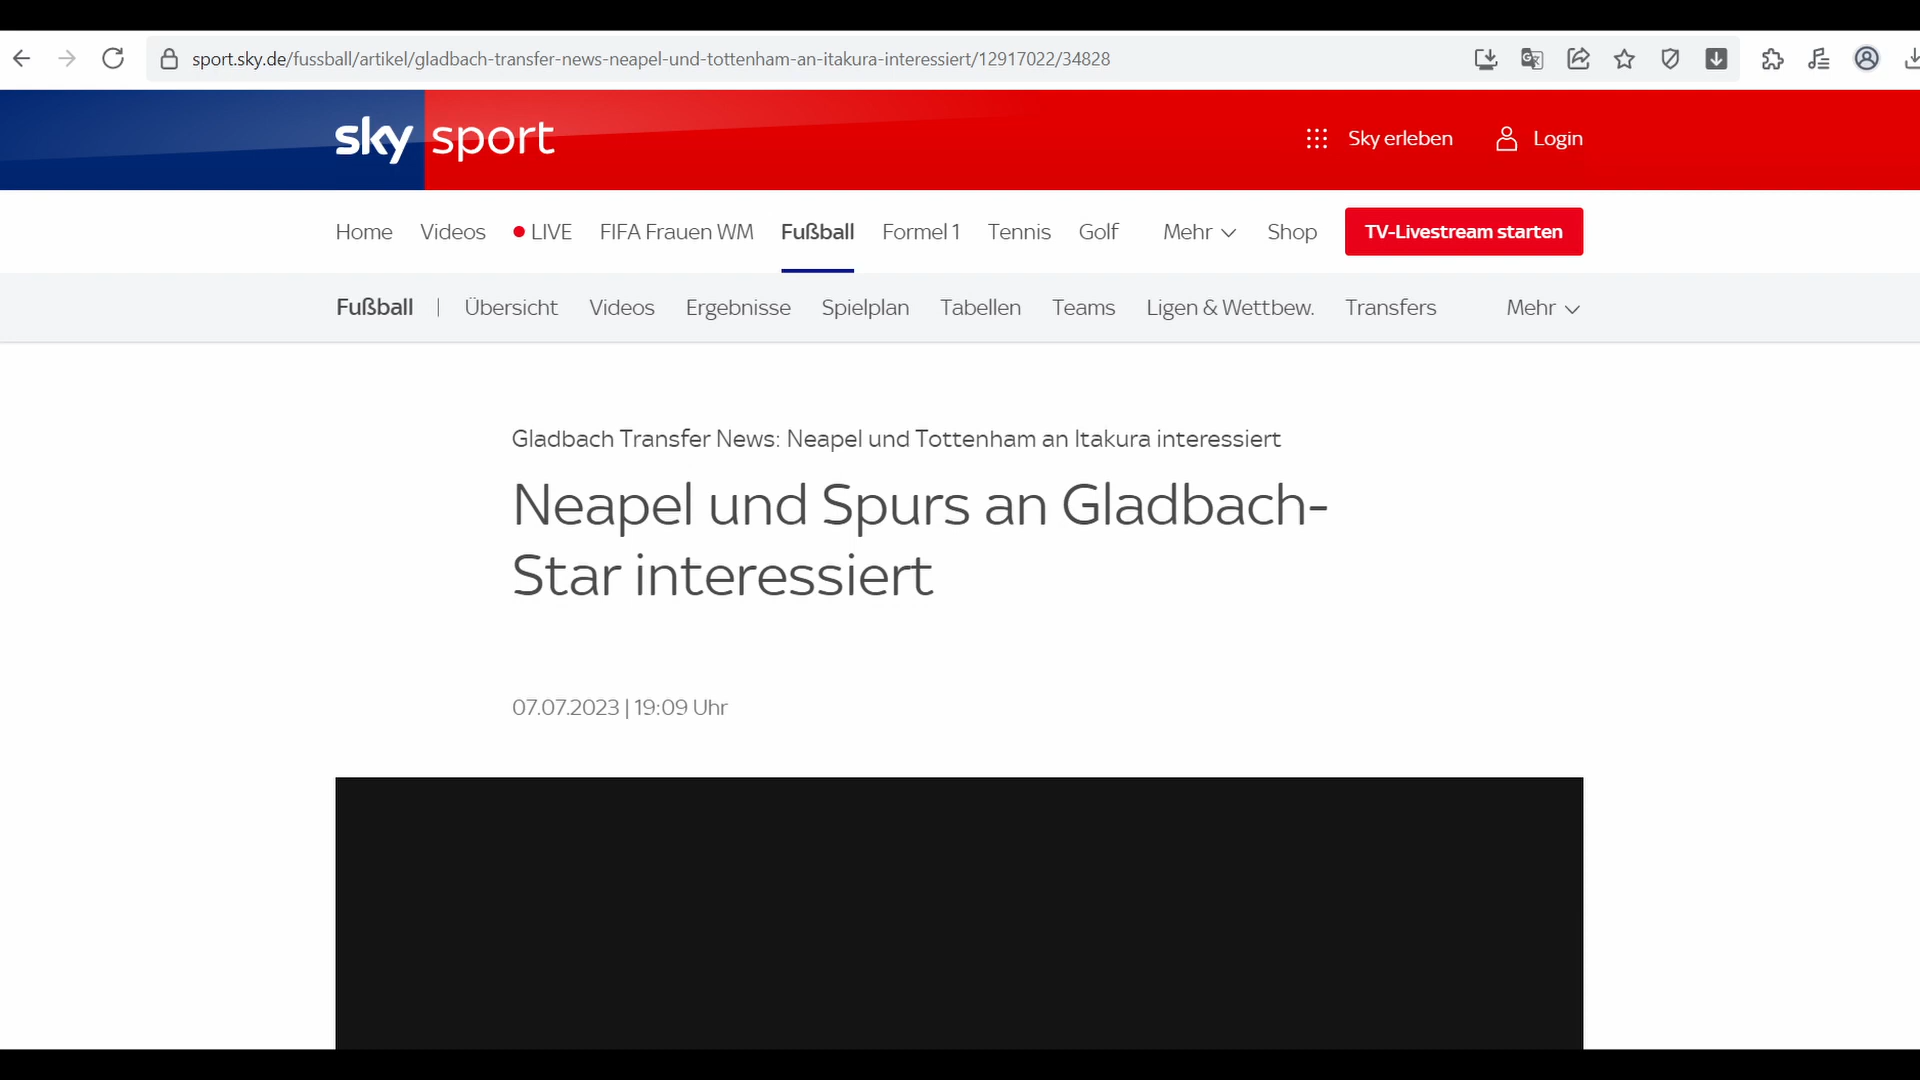 sport.sky.de/fussball/artikel/gladbach-transfer-news-neapel-und-tottenham-an-itakura-interessiert/12917022/34828
sky sport
Sky erleben
Login
Home Videos LIVE FIFA Frauen WM Fußball Formel 1 Tennis Golf Mehr Shop TV-Livestream starten
Fußball | Übersicht Videos Ergebnisse Spielplan Tabellen Teams Ligen & Wettbew. Transfers Mehr
Gladbach Transfer News: Neapel und Tottenham an Itakura interessiert
Neapel und Spurs an Gladbach-
Star interessiert
07.07.2023 | 19:09 Uhr